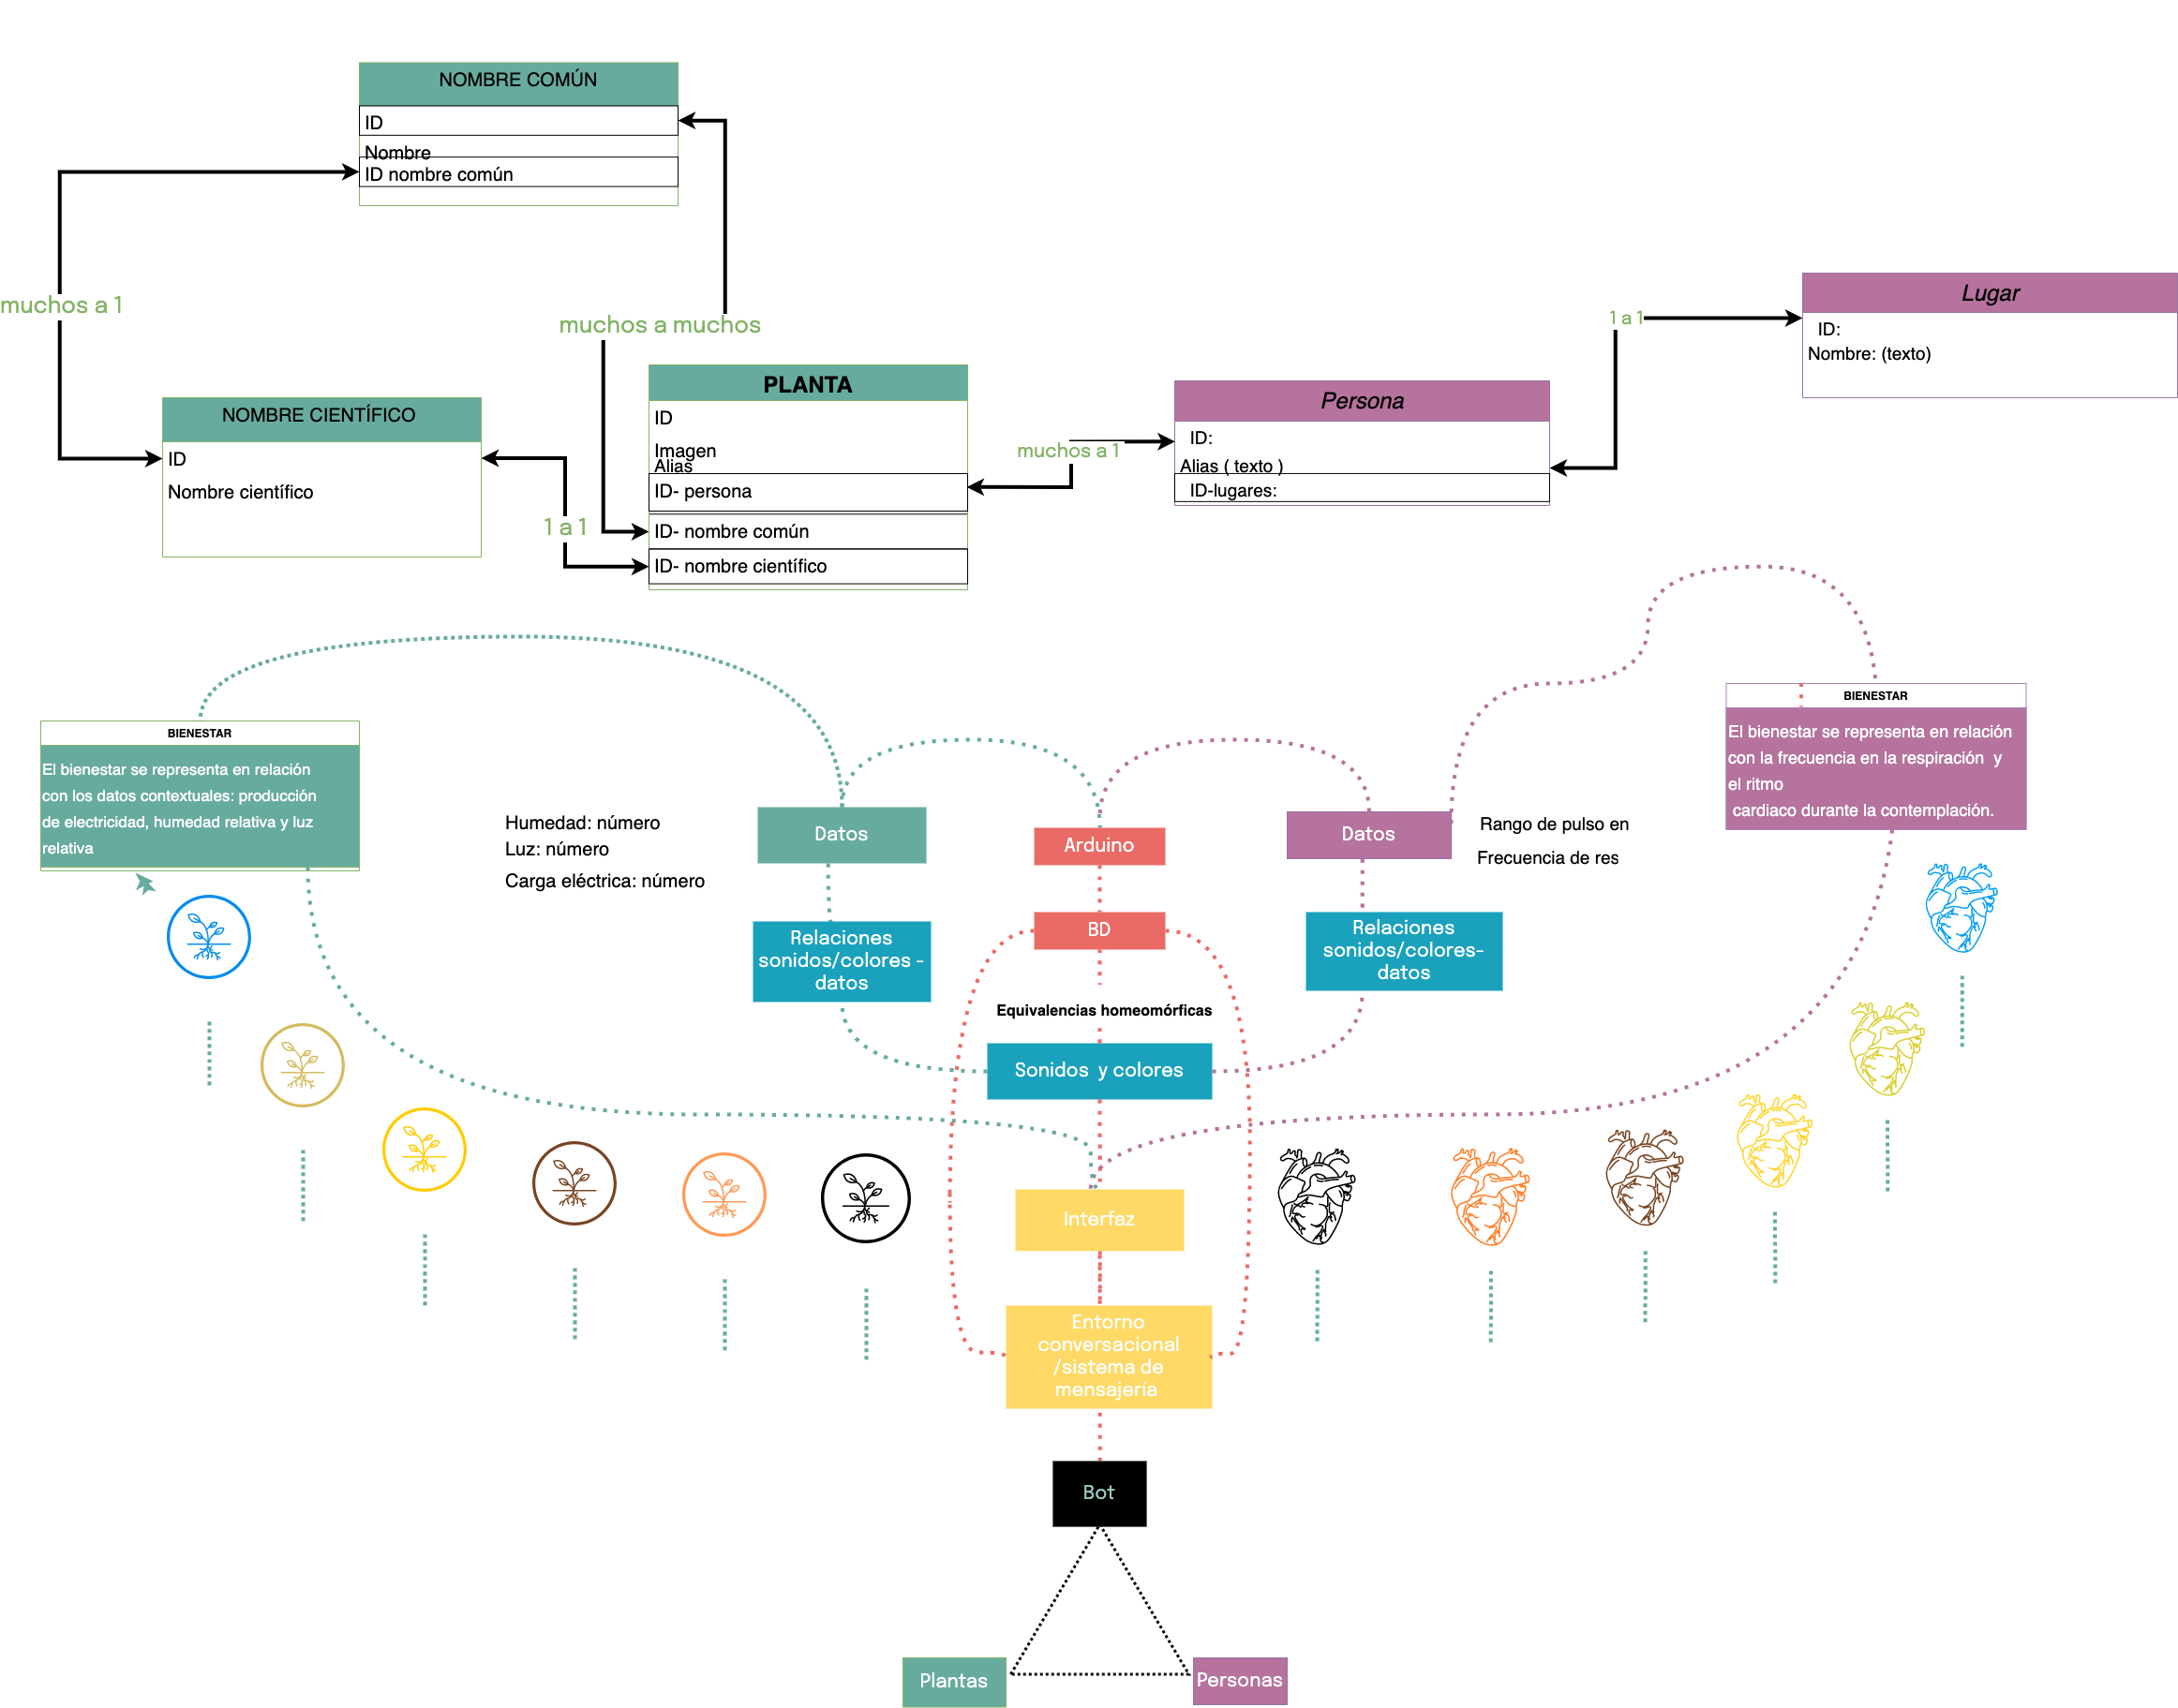 NOMBRE COMÚN
ID
Nombre
ID nombre común
muchos a 1
muchos a muchos
NOMBRE CIENTÍFICO
ID
Nombre científico
1 a 1
PLANTA
ID
Imagen
Alias
ID- persona
ID- nombre común
ID- nombre científico
muchos a 1
Persona
ID:
Alias ( texto )
ID-lugares:
1 a 1
Lugar
ID:
Nombre: (texto)
BIENESTAR
El bienestar se representa en relación
con los datos contextuales: producción
de electricidad, humedad relativa y luz
relativa
Humedad: número
Luz: número
Carga eléctrica: número
Datos
Arduino
Datos
Rango de pulso en
Frecuencia de res
BIENESTAR
El bienestar se representa en relación
con la frecuencia en la respiración y
el ritmo
cardiaco durante la contemplación.
Relaciones
sonidos/colores -
datos
BD
Relaciones
sonidos/colores-
datos
Equivalencias homeomórficas
Sonidos y colores
Interfaz
Entorno
conversacional
/sistema de
mensajería
Bot
Plantas
Personas